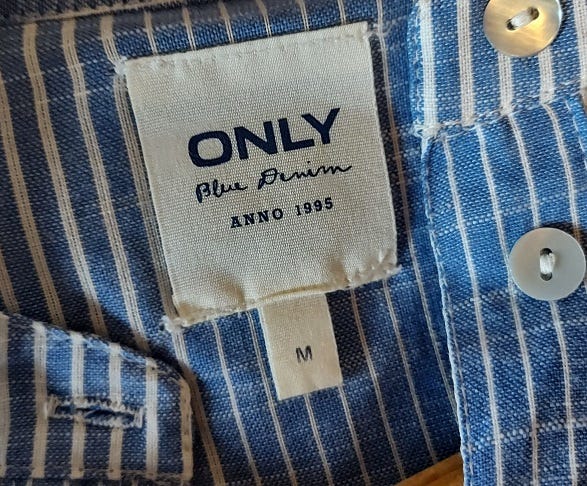 ONLY
Blue Denim
ANNO 1995
M